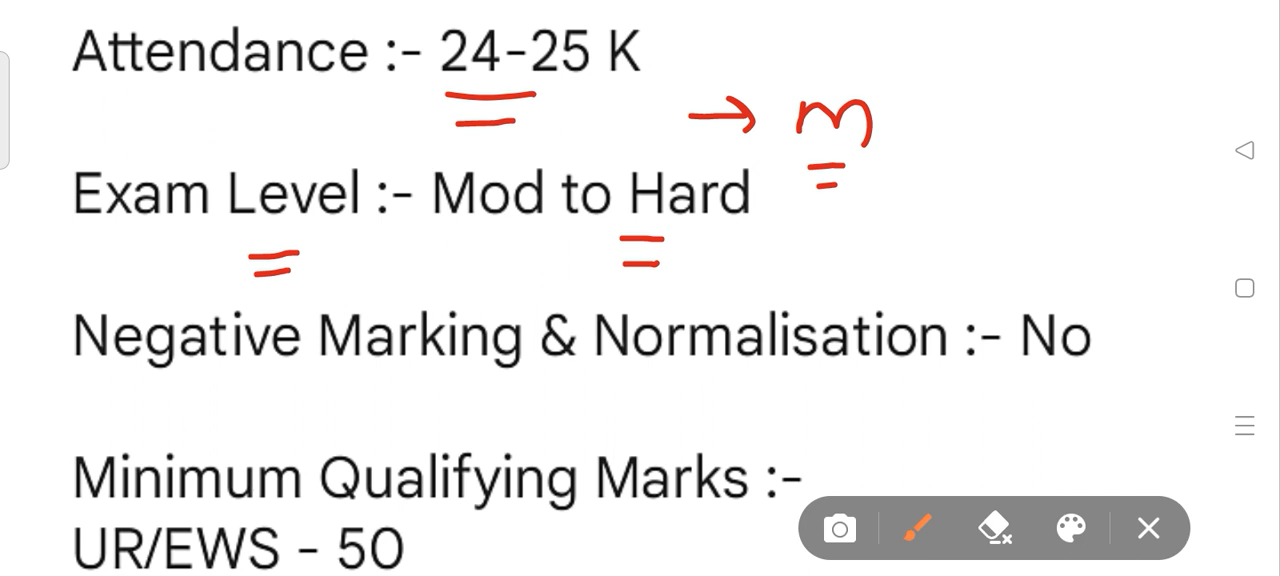 Attendance :- 24-25 K
→ m
Exam Level :- Mod to Hard
Negative Marking & Normalisation :- No
Minimum Qualifying Marks :-
UR/EWS - 50